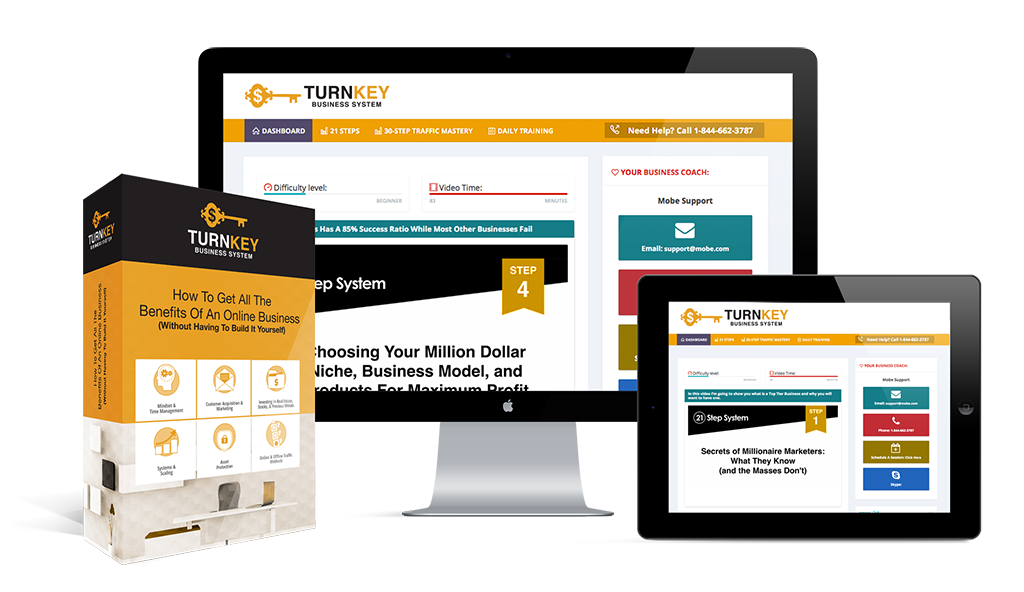 TURNKEY
BUSINESS SYSTEM
DASHBOARD
21 STEPS
30-STEP TRAFFIC MASTERY
DAILY TRAINING
Need Help? Call 1-844-662-3787
Difficulty level:
BEGINNER
Video Time:
83
MINUTES
s Has A 85% Success Ratio While Most Other Businesses Fail
ep System
STEP
4
hoosing Your Million Dollar
Niche, Business Model, and
roducts For Maximum Profit
YOUR BUSINESS COACH:
Mobe Support
Email: support@mobe.com
S
TURNKEY
BUSINESS SYSTEM
How To Get All The
Benefits Of An Online Business
(Without Having To Build It Yourself)
Mindset &
Time Management
Customer Acquisition &
Marketing
Investing In Real Estate,
Stocks, & Precious Metals
Systems &
Scaling
Asset
Protection
Online & Offline Traffic
TURNKEY
BUSINESS SYSTEM
How To Get All The
Benefits Of An Online Business
(Without Having To Build It Yourself)
TURNKEY
BUSINESS SYSTEM
DASHBOARD
21 STEPS
30-STEP TRAFFIC MASTERY
DAILY TRAINING
Need Help? Call 1-844-662-3787
Difficulty level:
Video Time:
In this video I'm going to show you what is a Top Tier Business and why you will
want to have one.
21 Step System
STEP
1
Secrets of Millionaire Marketers:
What They Know
(and the Masses Don't)
YOUR BUSINESS COACH:
Mobe Support
Email: support@mobe.com
Phone: 1-844-662-3787
Schedule A Session: Click Here
Skype: